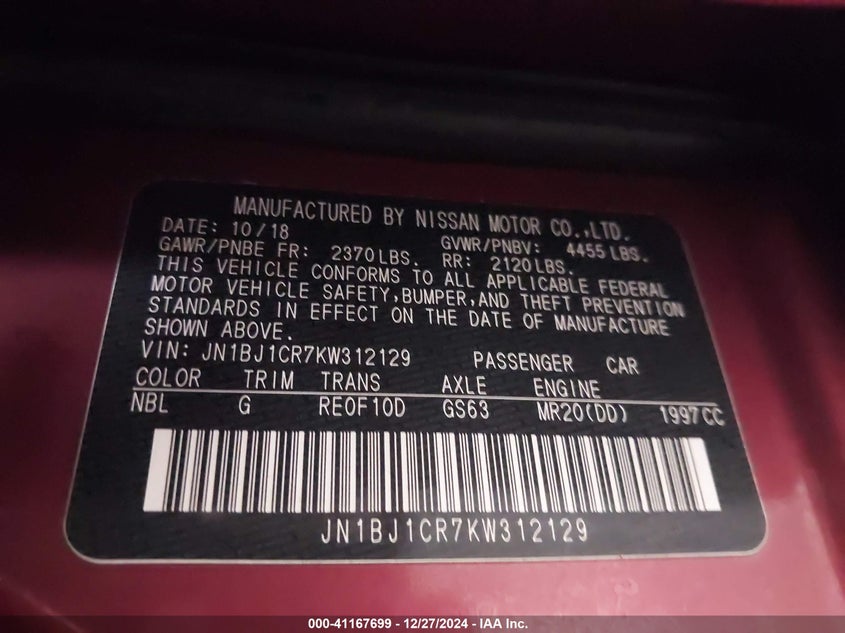 MANUFACTURED BY NISSAN MOTOR CO.,LTD.
DATE: 10/18 GVWR/PNBV: 4455 LBS.
GAWR/PNBE FR: 2370LBS. RR: 2120LBS.
THIS VEHICLE CONFORMS TO ALL APPLICABLE FEDERAL
MOTOR VEHICLE SAFETY,BUMPER,AND THEFT PREVENTION
STANDARDS IN EFFECT ON THE DATE OF MANUFACTURE
SHOWN ABOVE.
VIN: JN1BJ1CR7KW312129 PASSENGER CAR
COLOR TRIM TRANS AXLE ENGINE
NBL G RE0F10D GS63 MR20(DD) 1997CC
JN1BJ1CR7KW312129
000-41167699 - 12/27/2024 - IAA Inc.